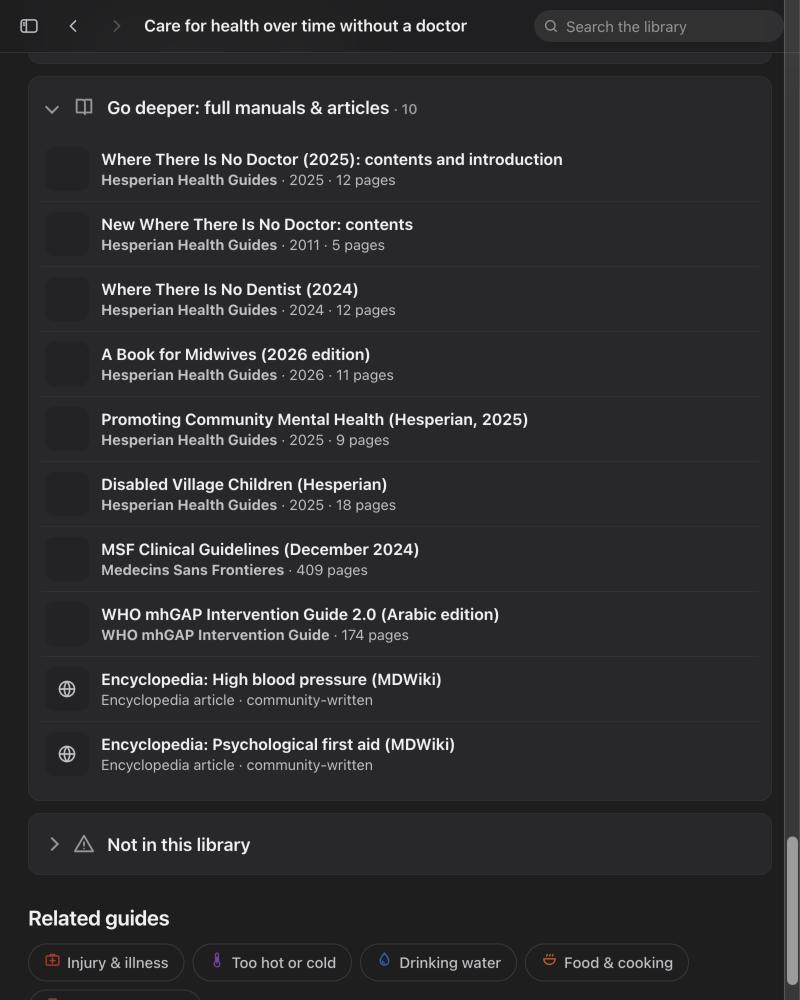 Care for health over time without a doctor
Search the library
Go deeper: full manuals & articles · 10
Where There Is No Doctor (2025): contents and introduction
Hesperian Health Guides · 2025 · 12 pages
New Where There Is No Doctor: contents
Hesperian Health Guides · 2011 · 5 pages
Where There Is No Dentist (2024)
Hesperian Health Guides · 2024 · 12 pages
A Book for Midwives (2026 edition)
Hesperian Health Guides · 2026 · 11 pages
Promoting Community Mental Health (Hesperian, 2025)
Hesperian Health Guides · 2025 · 9 pages
Disabled Village Children (Hesperian)
Hesperian Health Guides · 2025 · 18 pages
MSF Clinical Guidelines (December 2024)
Medecins Sans Frontieres · 409 pages
WHO mhGAP Intervention Guide 2.0 (Arabic edition)
WHO mhGAP Intervention Guide · 174 pages
Encyclopedia: High blood pressure (MDWiki)
Encyclopedia article · community-written
Encyclopedia: Psychological first aid (MDWiki)
Encyclopedia article · community-written
Not in this library
Related guides
Injury & illness
Too hot or cold
Drinking water
Food & cooking